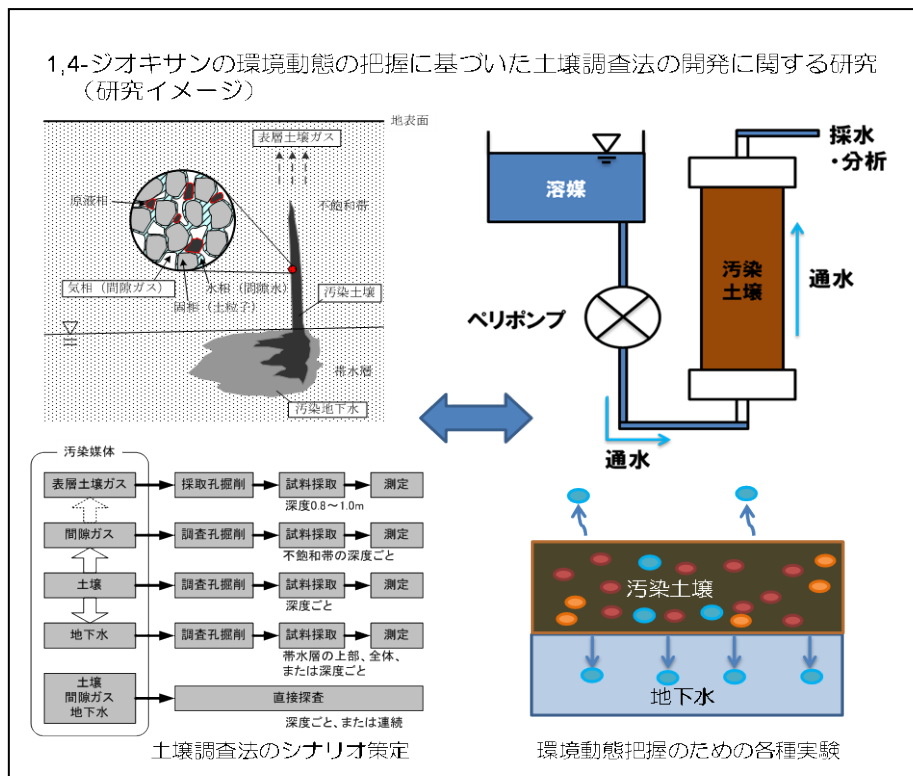 1,4-ジオキサンの環境動態の把握に基づいた土壌調査法の開発に関する研究
（研究イメージ）
地表面
表層土壌ガス
原液相
不飽和帯
気相（間隙ガス）
水相（間隙水）
固相（土粒子）
汚染土壌
帯水層
汚染地下水
溶媒
ペリポンプ
通水
汚染
土壌
通水
採水
・分析
汚染媒体
表層土壌ガス
採取孔掘削
試料採取
測定
深度0.8～1.0m
間隙ガス
調査孔掘削
試料採取
測定
不飽和帯の深度ごと
土壌
調査孔掘削
試料採取
測定
深度ごと
地下水
調査孔掘削
試料採取
測定
帯水層の上部、全体、
または深度ごと
土壌
間隙ガス
地下水
直接探査
深度ごと、または連続
土壌調査法のシナリオ策定
汚染土壌
地下水
環境動態把握のための各種実験